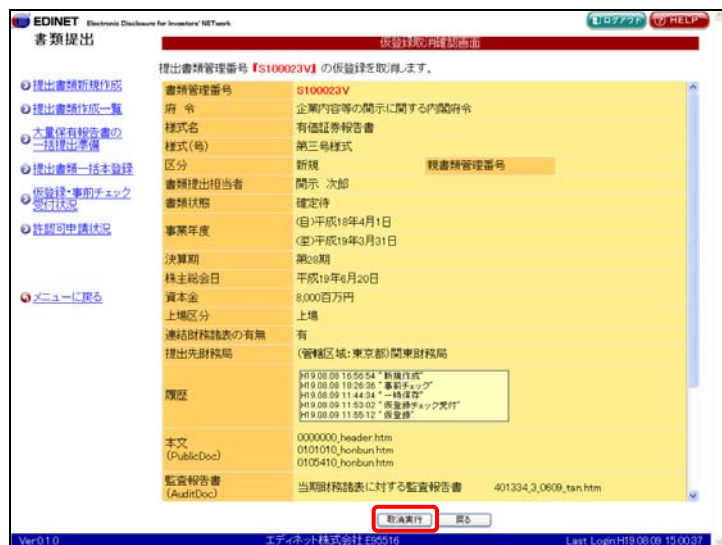 EDINET Electronic Disclosure for Investors' NETwork
ログアウト HELP
書類提出
仮登録取消確認画面
提出書類管理番号『S100023V』の仮登録を取消します。
提出書類新規作成
提出書類作成一覧
大量保有報告書の
一括提出準備
提出書類一括本登録
仮登録・事前チェック
受付状況
許認可申請状況
メニューに戻る
書類管理番号 S100023V
府 令 企業内容等の開示に関する内閣府令
様式名 有価証券報告書
様式(号) 第三号様式
区分 新規 親書類管理番号
書類提出担当者 開示 次郎
書類状態 確定待
事業年度 (自)平成18年4月1日
(至)平成19年3月31日
決算期 第28期
株主総会日 平成19年6月20日
資本金 8,000百万円
上場区分 上場
連結財務諸表の有無 有
提出先財務局 (管轄区域:東京都)関東財務局
履歴
H19.08.08 16:56:54 "新規作成"
H19.08.08 18:26:36 "事前チェック"
H19.08.09 11:44:34 "一時保存"
H19.08.09 11:53:02 "仮登録チェック受付"
H19.08.09 11:55:12 "仮登録"
本文
(PublicDoc)
0000000_header.htm
0101010_honbun.htm
0105410_honbun.htm
監査報告書
(AuditDoc)
当期財務諸表に対する監査報告書 401334_3_0609_tan.htm
取消実行 戻る
Ver.0.1.0 エディネット株式会社:E95516 Last Login:H19.08.09 15:00:37